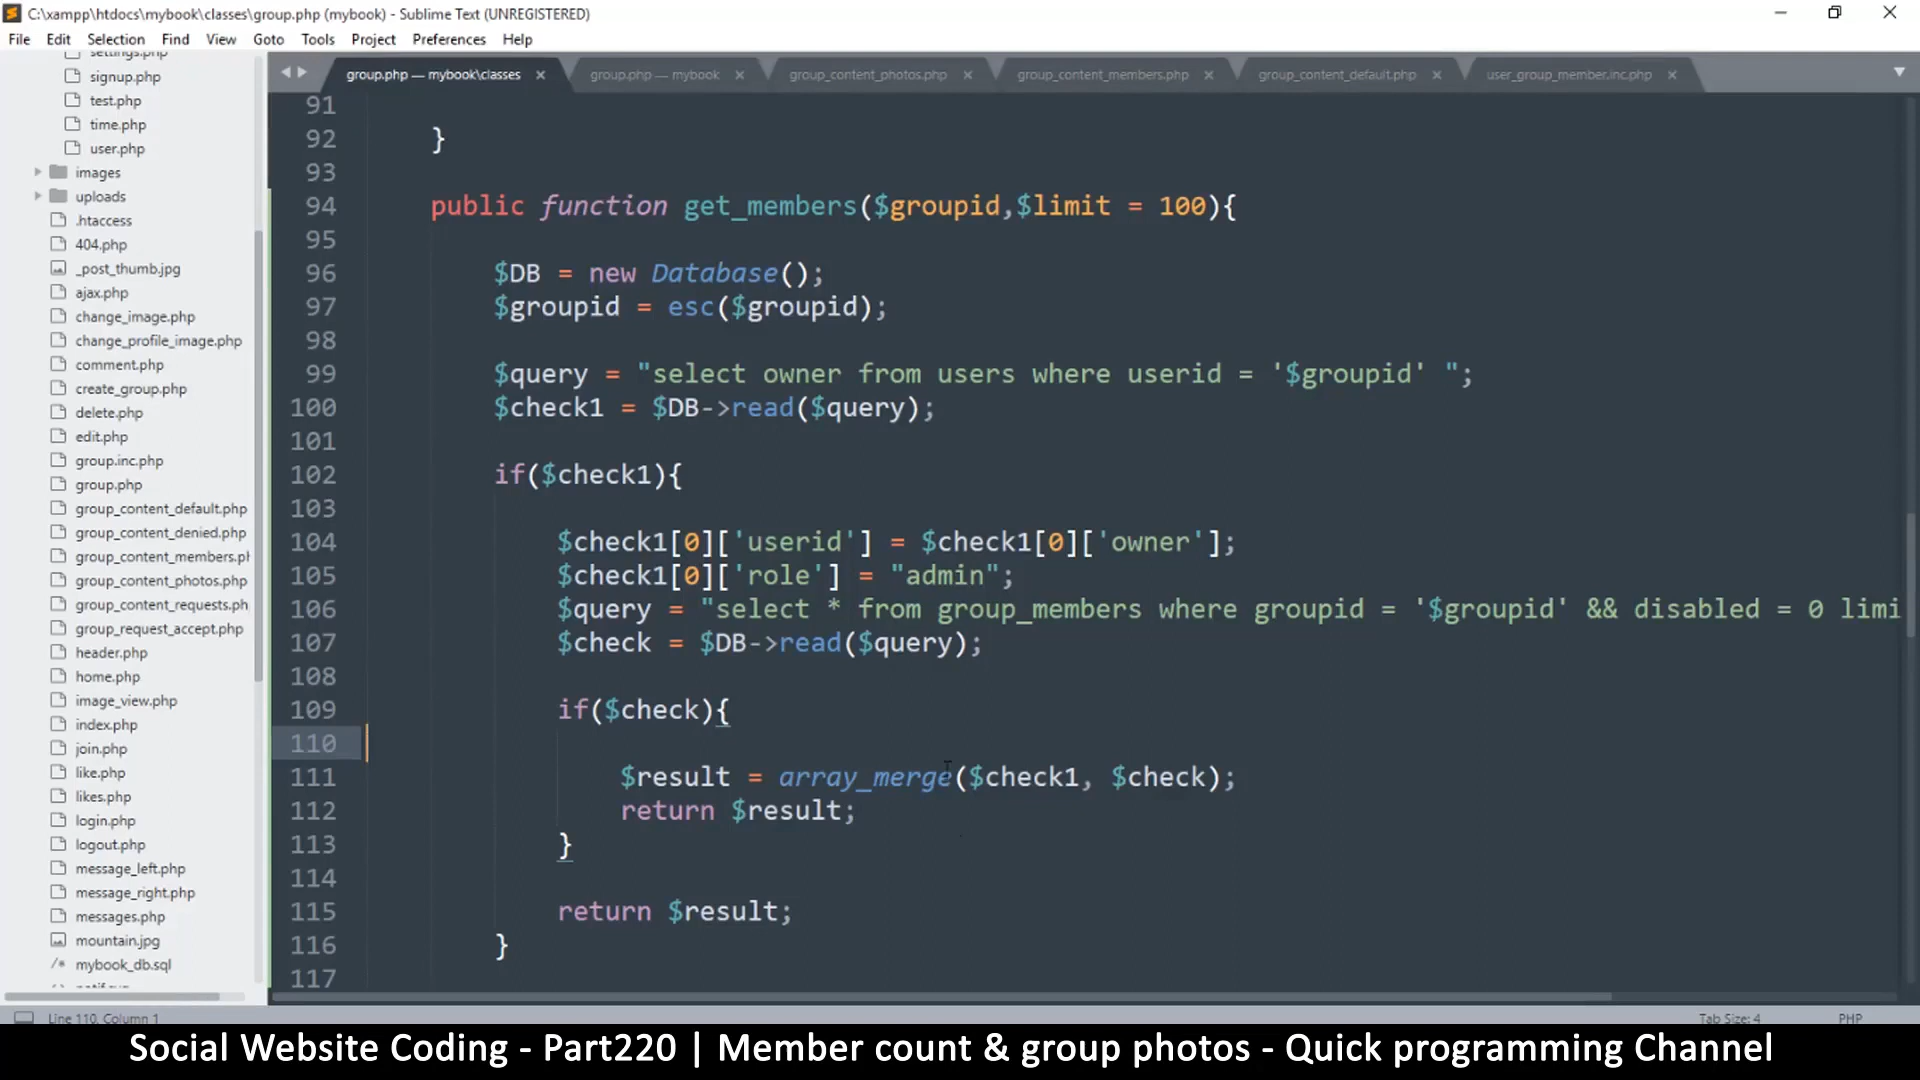 C:\xampp\htdocs\mybook\classes\group.php (mybook) - Sublime Text (UNREGISTERED)
File Edit Selection Find View Goto Tools Project Preferences Help
settings.php
signup.php
test.php
time.php
user.php
images
uploads
.htaccess
404.php
_post_thumb.jpg
ajax.php
change_image.php
change_profile_image.php
comment.php
create_group.php
delete.php
edit.php
group.inc.php
group.php
group_content_default.php
group_content_denied.php
group_content_members.ph
group_content_photos.php
group_content_requests.ph
group_request_accept.php
header.php
home.php
image_view.php
index.php
join.php
like.php
likes.php
login.php
logout.php
message_left.php
message_right.php
messages.php
mountain.jpg
/* mybook_db.sql
group.php — mybook\classes group.php — mybook group_content_photos.php group_content_members.php group_content_default.php user_group_member.inc.php
91
92 }
93
94 public function get_members($groupid,$limit = 100){
95
96 $DB = new Database();
97 $groupid = esc($groupid);
98
99 $query = "select owner from users where userid = '$groupid' ";
100 $check1 = $DB->read($query);
101
102 if($check1){
103
104 $check1[0]['userid'] = $check1[0]['owner'];
105 $check1[0]['role'] = "admin";
106 $query = "select * from group_members where groupid = '$groupid' && disabled = 0 limi
107 $check = $DB->read($query);
108
109 if($check){
110
111 $result = array_merge($check1, $check);
112 return $result;
113 }
114
115 return $result;
116 }
117
Line 110, Column 1 Tab Size: 4 PHP
Social Website Coding - Part220 | Member count & group photos - Quick programming Channel